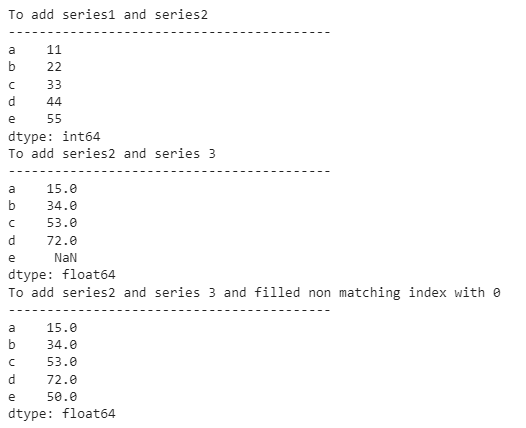 To add series1 and series2
------------------------------------------
a    11
b    22
c    33
d    44
e    55
dtype: int64
To add series2 and series 3
------------------------------------------
a    15.0
b    34.0
c    53.0
d    72.0
e     NaN
dtype: float64
To add series2 and series 3 and filled non matching index with 0
------------------------------------------
a    15.0
b    34.0
c    53.0
d    72.0
e    50.0
dtype: float64